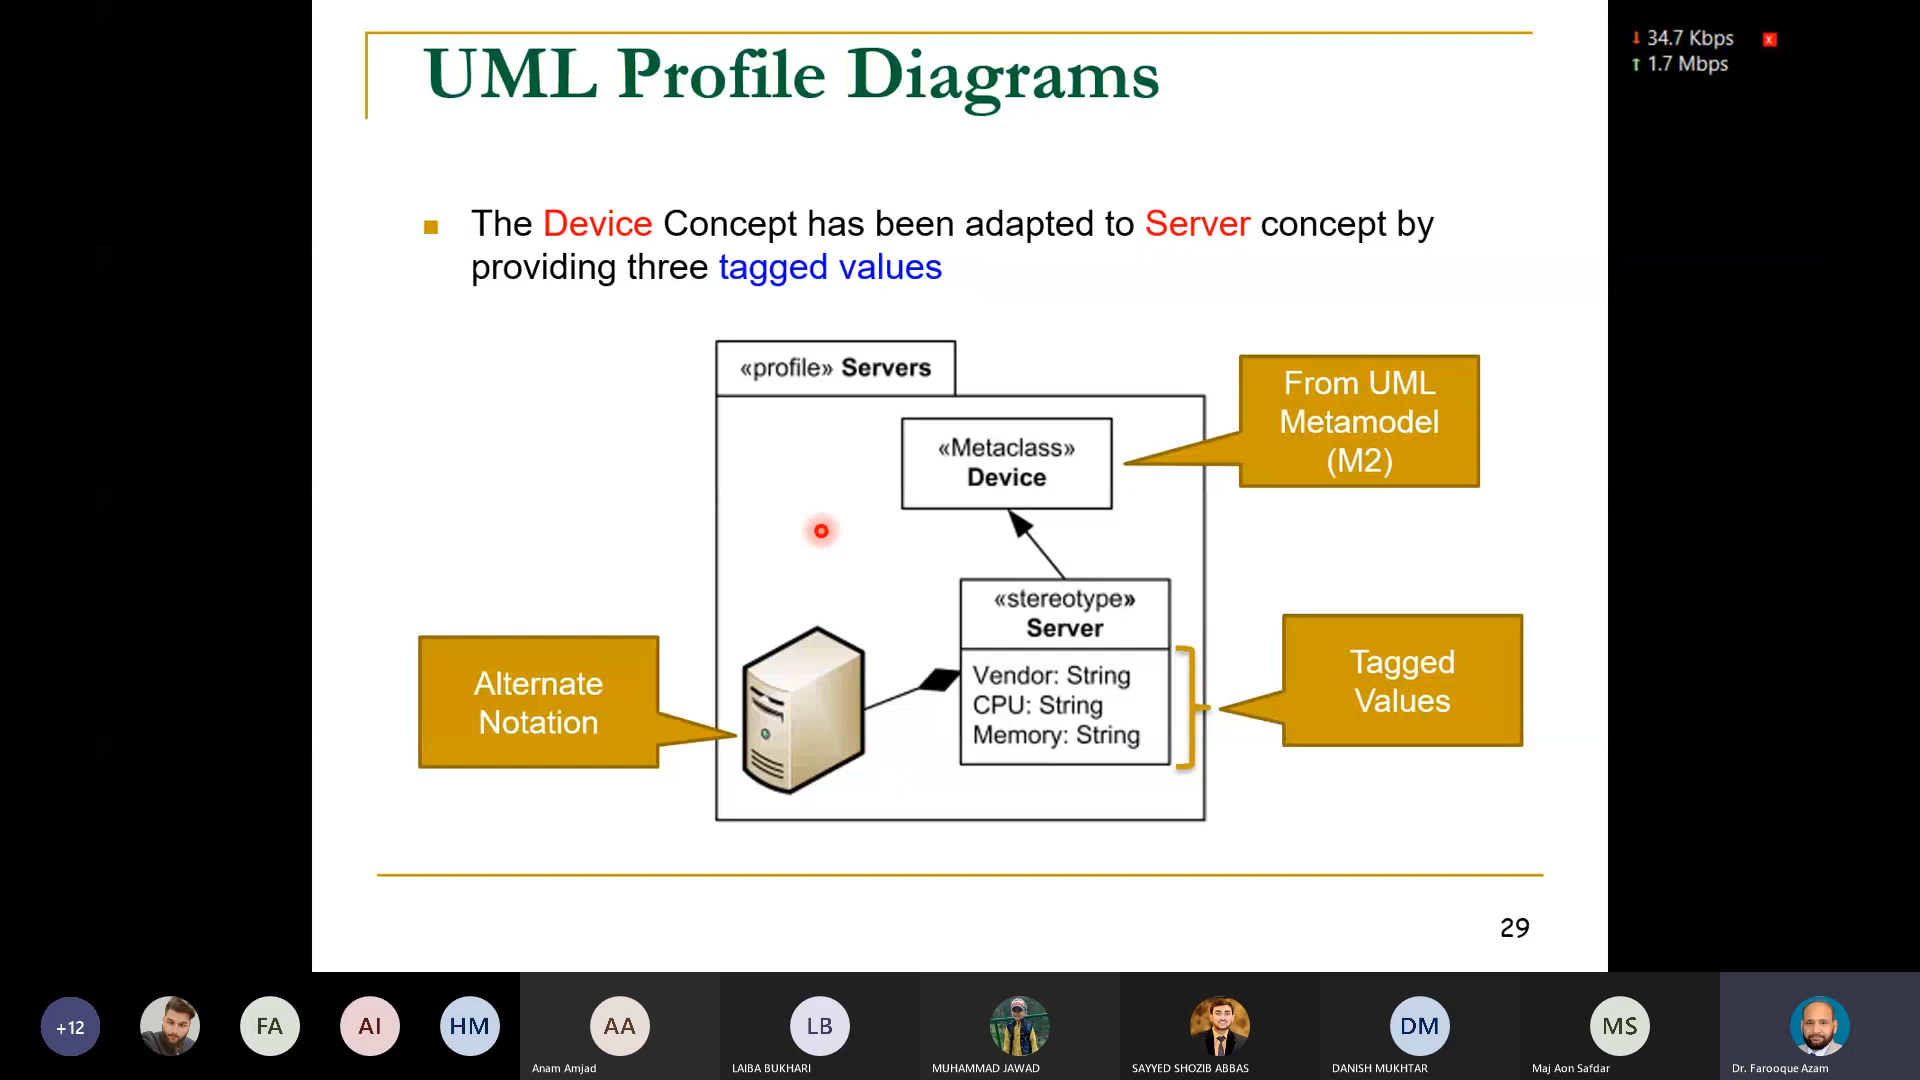 UML Profile Diagrams
↓ 34.7 Kbps x
↑ 1.7 Mbps
The Device Concept has been adapted to Server concept by
providing three tagged values
«profile» Servers
From UML
Metamodel
(M2)
«Metaclass»
Device
«stereotype»
Server
Vendor: String
CPU: String
Memory: String
Alternate
Notation
Tagged
Values
29
+12
FA
AI
HM
AA
LB
DM
MS
Anam Amjad
LAIBA BUKHARI
MUHAMMAD JAWAD
SAYYED SHOZIB ABBAS
DANISH MUKHTAR
Maj Aon Safdar
Dr. Farooque Azam